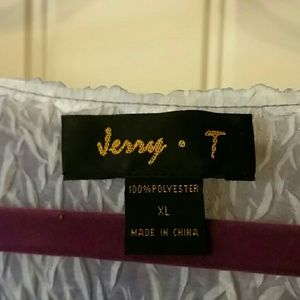 Jerry • T
100% POLYESTER
XL
MADE IN CHINA